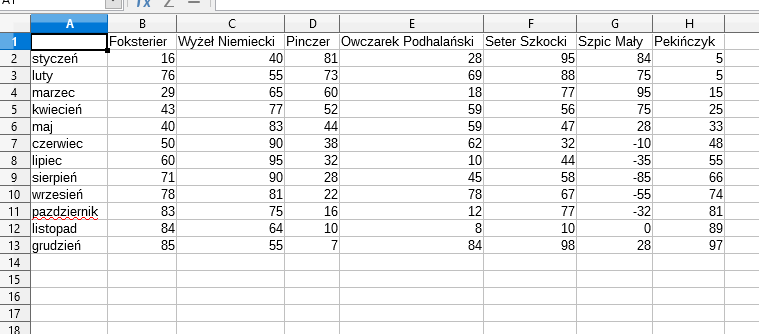 A B C D E F G H
1 Foksterier Wyżeł Niemiecki Pinczer Owczarek Podhalański Seter Szkocki Szpic Mały Pekińczyk
2 styczeń 16 40 81 28 95 84 5
3 luty 76 55 73 69 88 75 5
4 marzec 29 65 60 18 77 95 15
5 kwiecień 43 77 52 59 56 75 25
6 maj 40 83 44 59 47 28 33
7 czerwiec 50 90 38 62 32 -10 48
8 lipiec 60 95 32 10 44 -35 55
9 sierpień 71 90 28 45 58 -85 66
10 wrzesień 78 81 22 78 67 -55 74
11 pazdziernik 83 75 16 12 77 -32 81
12 listopad 84 64 10 8 10 0 89
13 grudzień 85 55 7 84 98 28 97
14
15
16
17
18